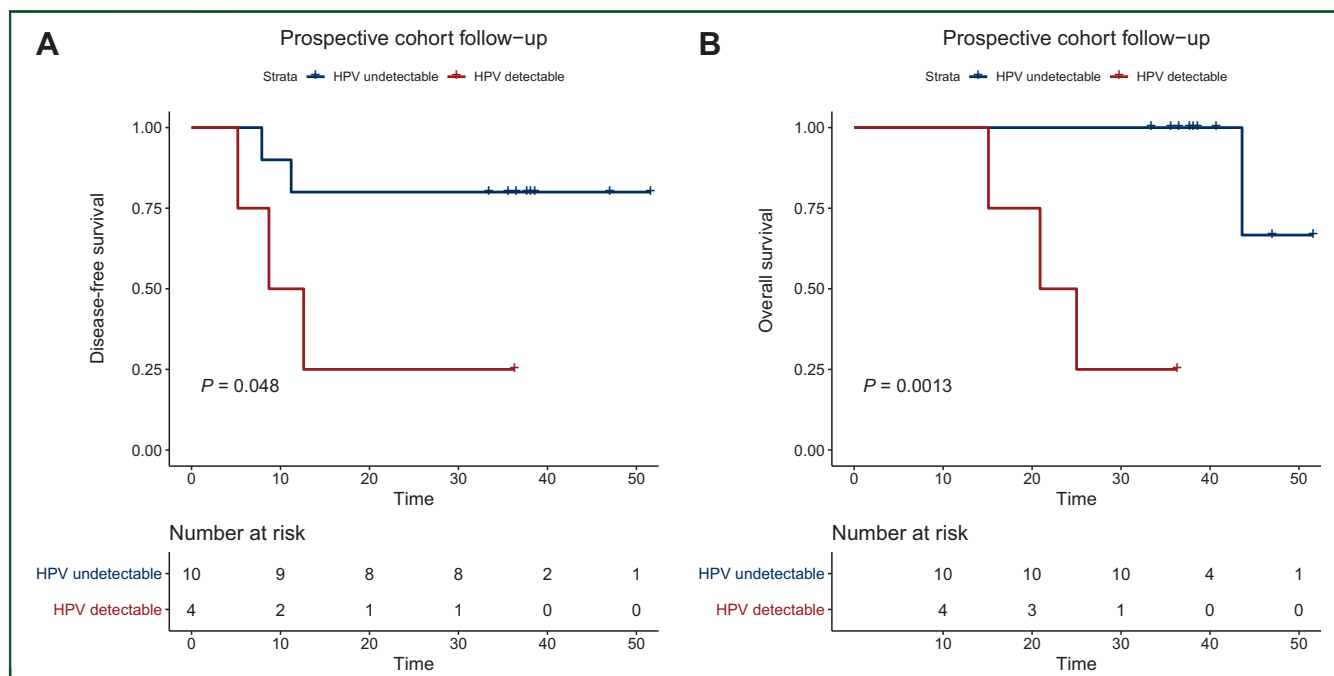 A
Prospective cohort follow-up
Strata HPV undetectable HPV detectable
Disease-free survival
1.00
0.75
0.50
0.25
0.00
P = 0.048
0 10 20 30 40 50
Time
Number at risk
HPV undetectable 10 9 8 8 2 1
HPV detectable 4 2 1 1 0 0
0 10 20 30 40 50
Time
B
Prospective cohort follow-up
Strata HPV undetectable HPV detectable
Overall survival
1.00
0.75
0.50
0.25
0.00
P = 0.0013
0 10 20 30 40 50
Time
Number at risk
HPV undetectable 10 10 10 4 1
HPV detectable 4 3 1 0 0
10 20 30 40 50
Time